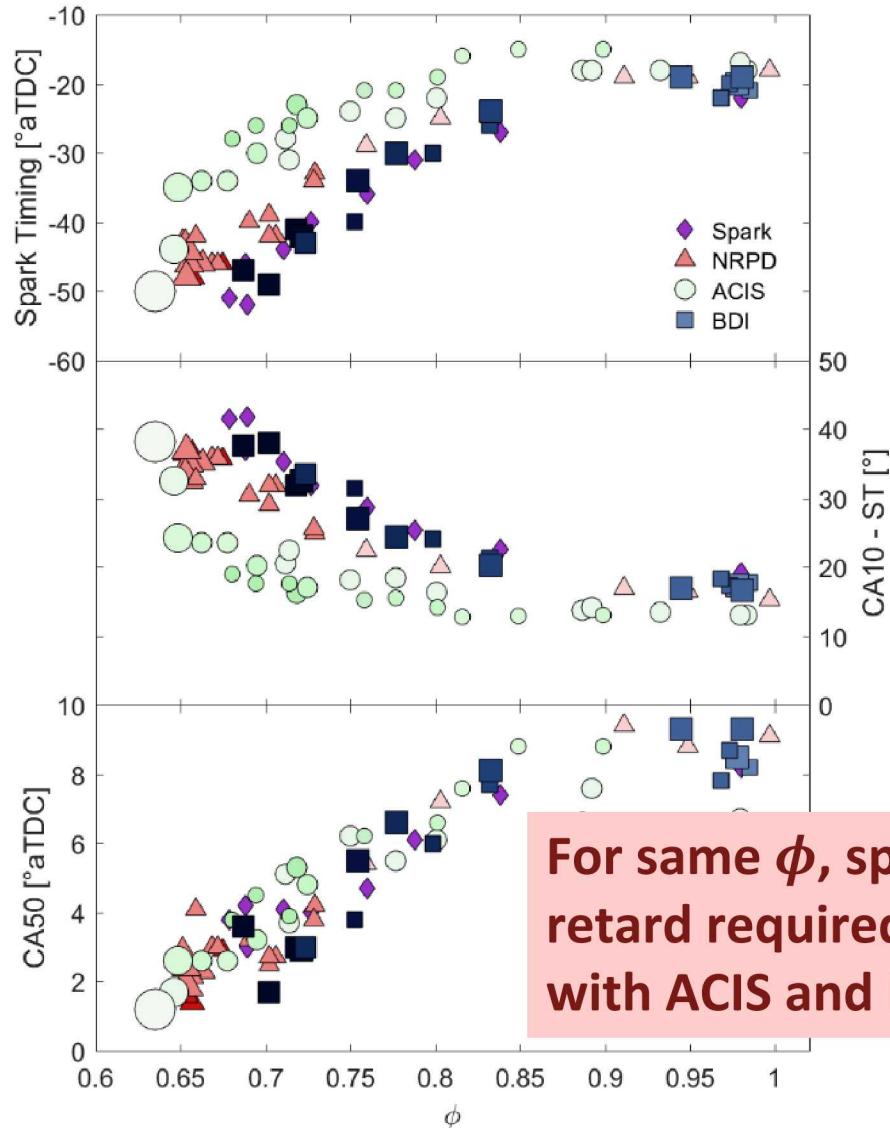 -10
-20
-30
-40
-50
-60
Spark Timing [°aTDC]
Spark
NRPD
ACIS
BDI
50
40
30
20
10
0
CA10 - ST [°]
10
8
6
4
2
0
CA50 [°aTDC]
0.6 0.65 0.7 0.75 0.8 0.85 0.9 0.95 1
ϕ
For same ϕ, sp
retard required
with ACIS and